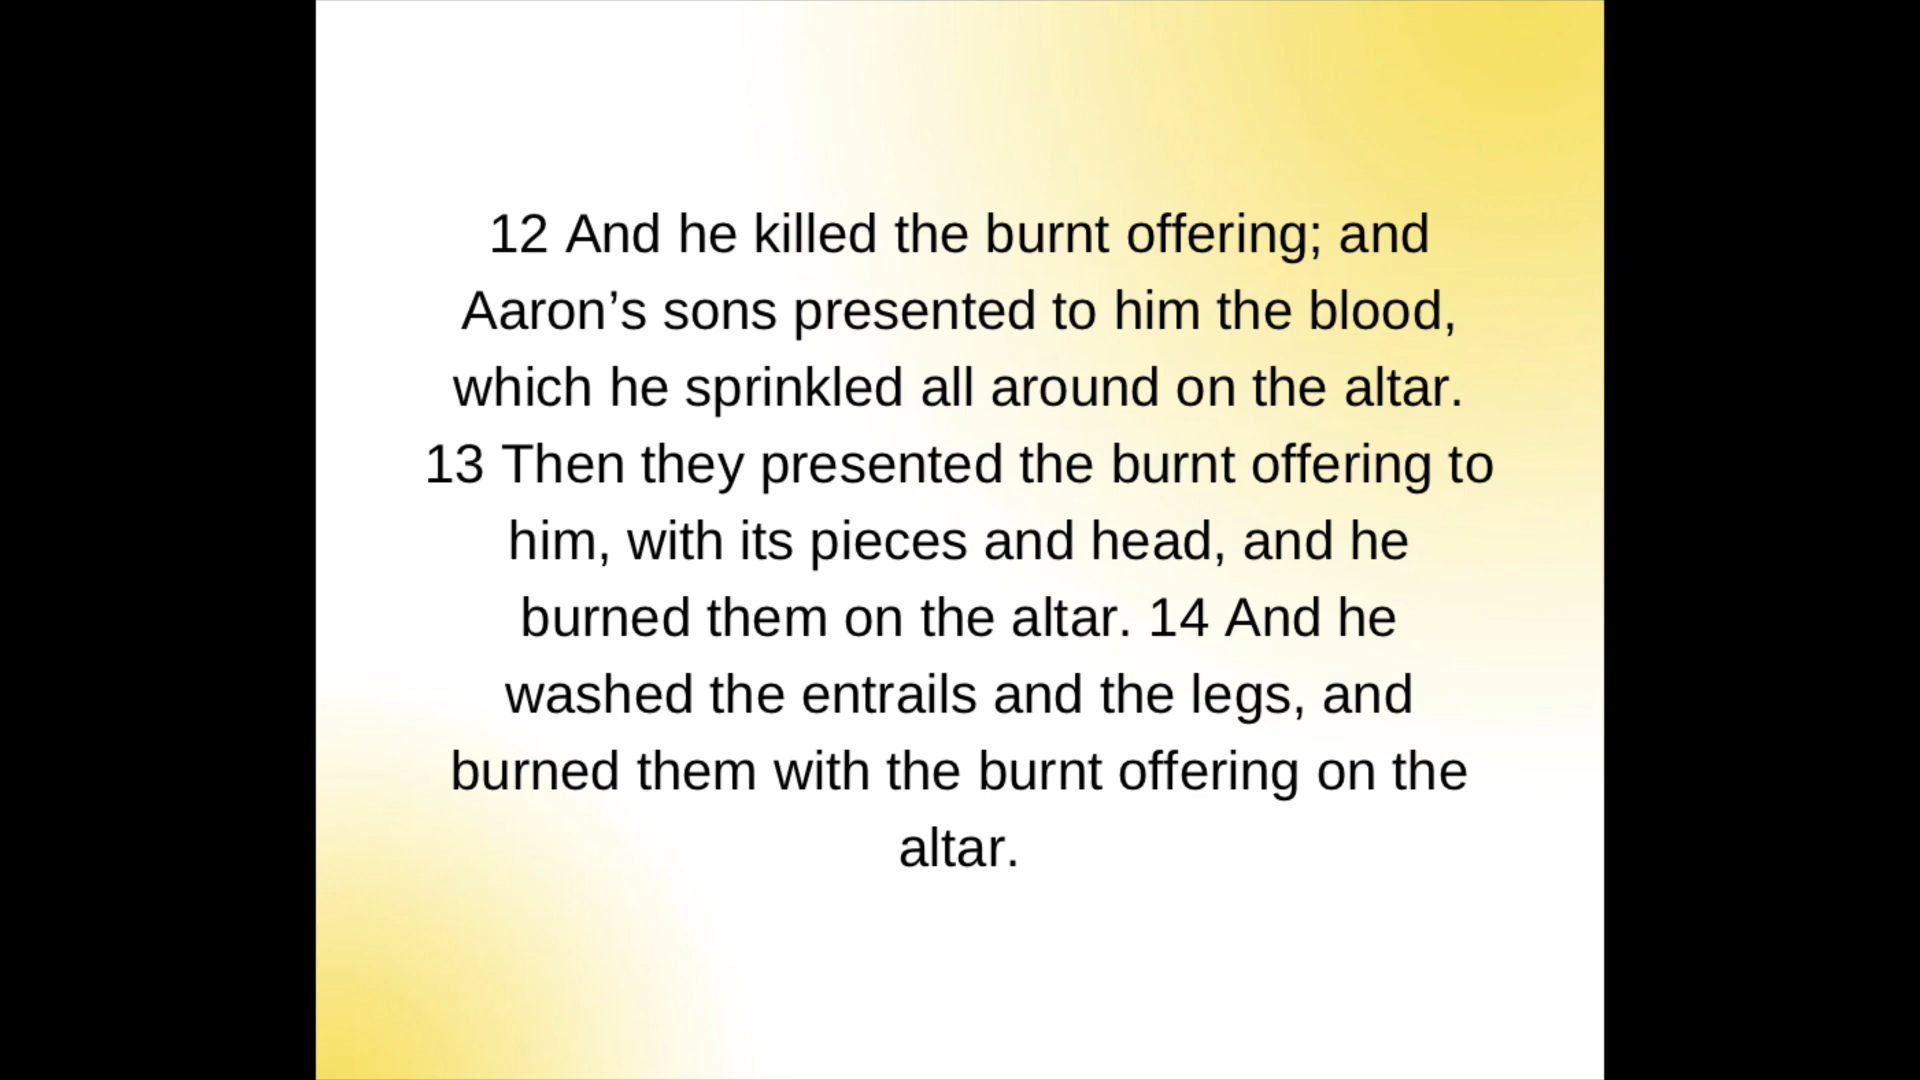 12 And he killed the burnt offering; and
Aaron’s sons presented to him the blood,
which he sprinkled all around on the altar.
13 Then they presented the burnt offering to
him, with its pieces and head, and he
burned them on the altar. 14 And he
washed the entrails and the legs, and
burned them with the burnt offering on the
altar.